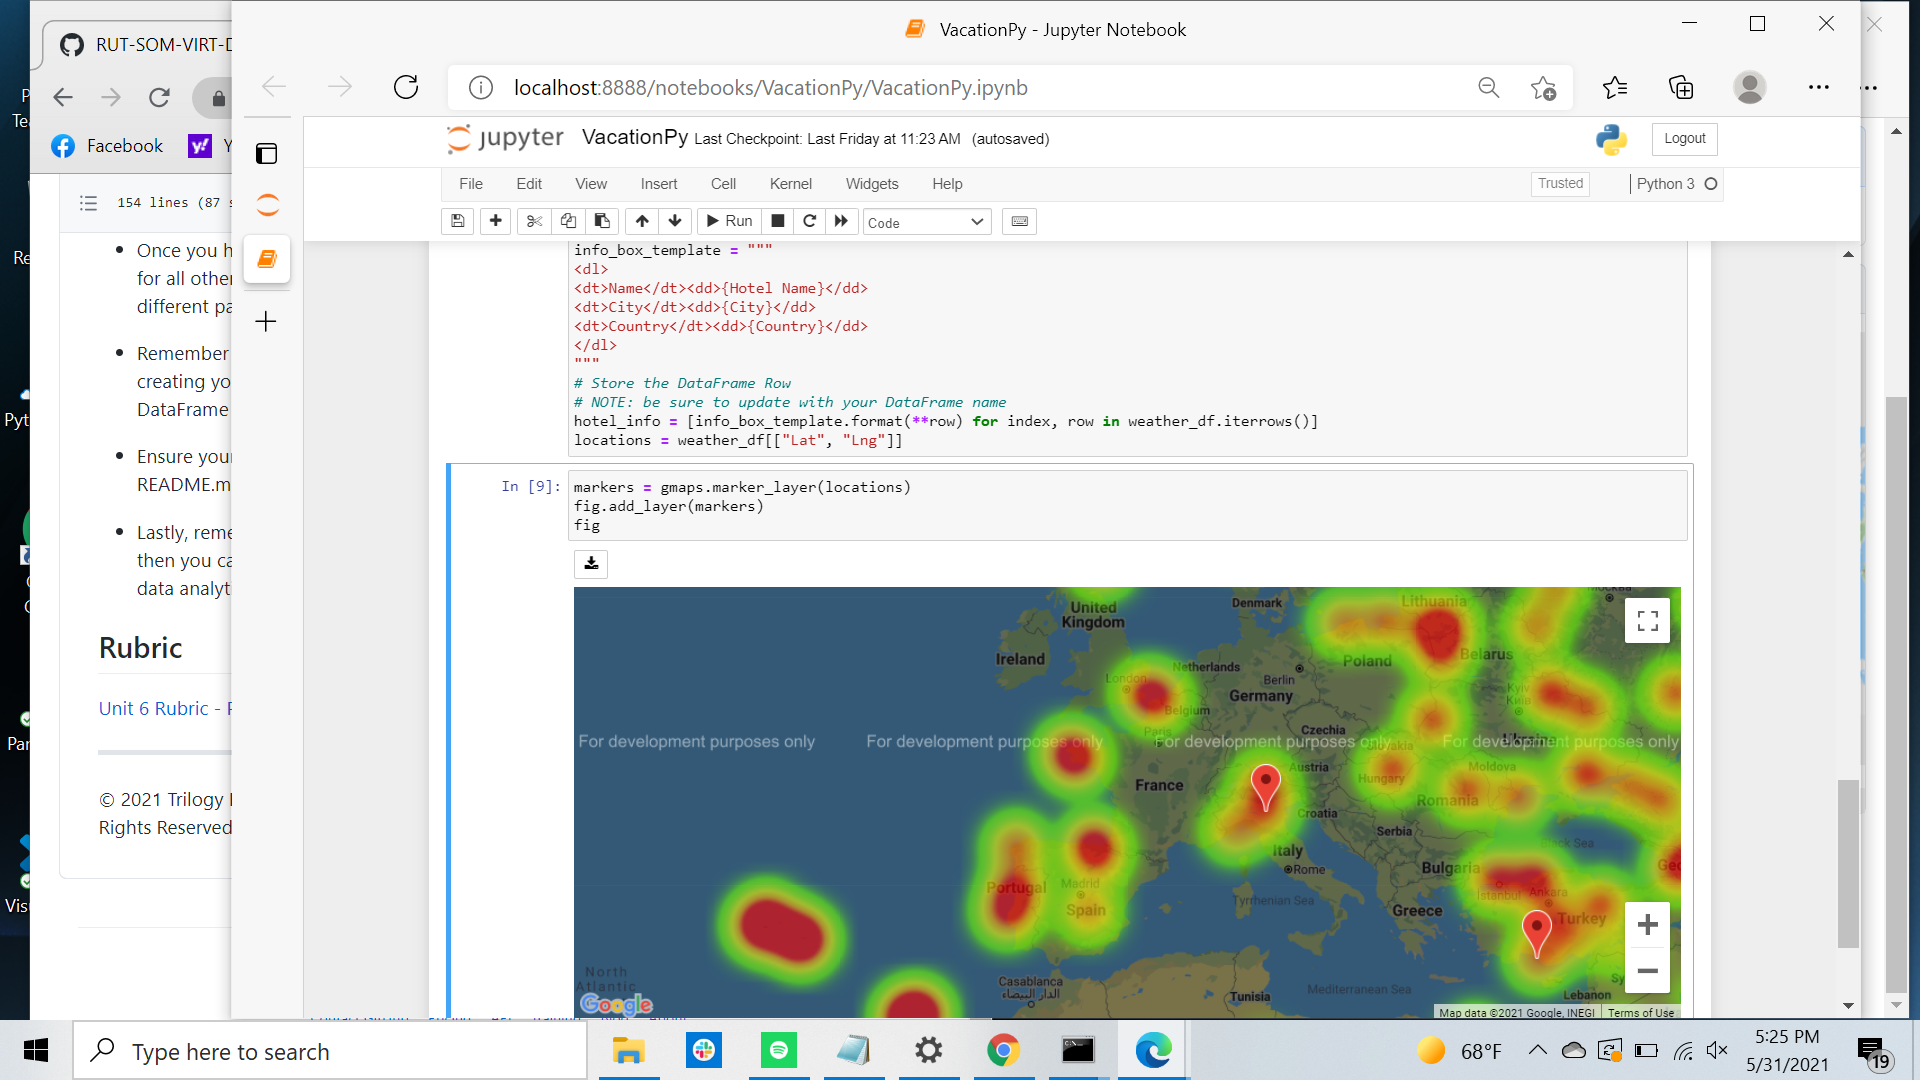 RUT-SOM-VIRT-D
VacationPy - Jupyter Notebook
localhost:8888/notebooks/VacationPy/VacationPy.ipynb
Facebook
Y
jupyter VacationPy Last Checkpoint: Last Friday at 11:23 AM (autosaved)
Logout
File Edit View Insert Cell Kernel Widgets Help
Trusted
Python 3
Run
Code
154 lines (87 s
Once you h
for all othe
different pa
Remember
creating yo
DataFrame
Ensure your
README.m
Lastly, reme
then you ca
data analyt
Rubric
Unit 6 Rubric -
© 2021 Trilogy
Rights Reserved
info_box_template = """
<dl>
<dt>Name</dt><dd>{Hotel Name}</dd>
<dt>City</dt><dd>{City}</dd>
<dt>Country</dt><dd>{Country}</dd>
</dl>
"""
# Store the DataFrame Row
# NOTE: be sure to update with your DataFrame name
hotel_info = [info_box_template.format(**row) for index, row in weather_df.iterrows()]
locations = weather_df[["Lat", "Lng"]]
In [9]:
markers = gmaps.marker_layer(locations)
fig.add_layer(markers)
fig
United
Kingdom
Denmark
Lithuania
Ireland
Netherlands
Poland
Belarus
London
Berlin
Germany
Belgium
Paris
Czechia
For development purposes only
For development purposes only
For development purposes only
For development purposes only
Austria
Hungary
Moldova
France
Romania
Croatia
Serbia
Italy
Black Sea
Rome
Bulgaria
Portugal
Madrid
Spain
Tyrrhenian Sea
Istanbul
Ankara
Greece
Turkey
North
Atlantic
Casablanca
الدار البيضاء
Tunisia
Mediterranean Sea
Lebanon
Google
Map data ©2021 Google, INEGI
Terms of Use
Type here to search
68°F
5:25 PM
5/31/2021
19